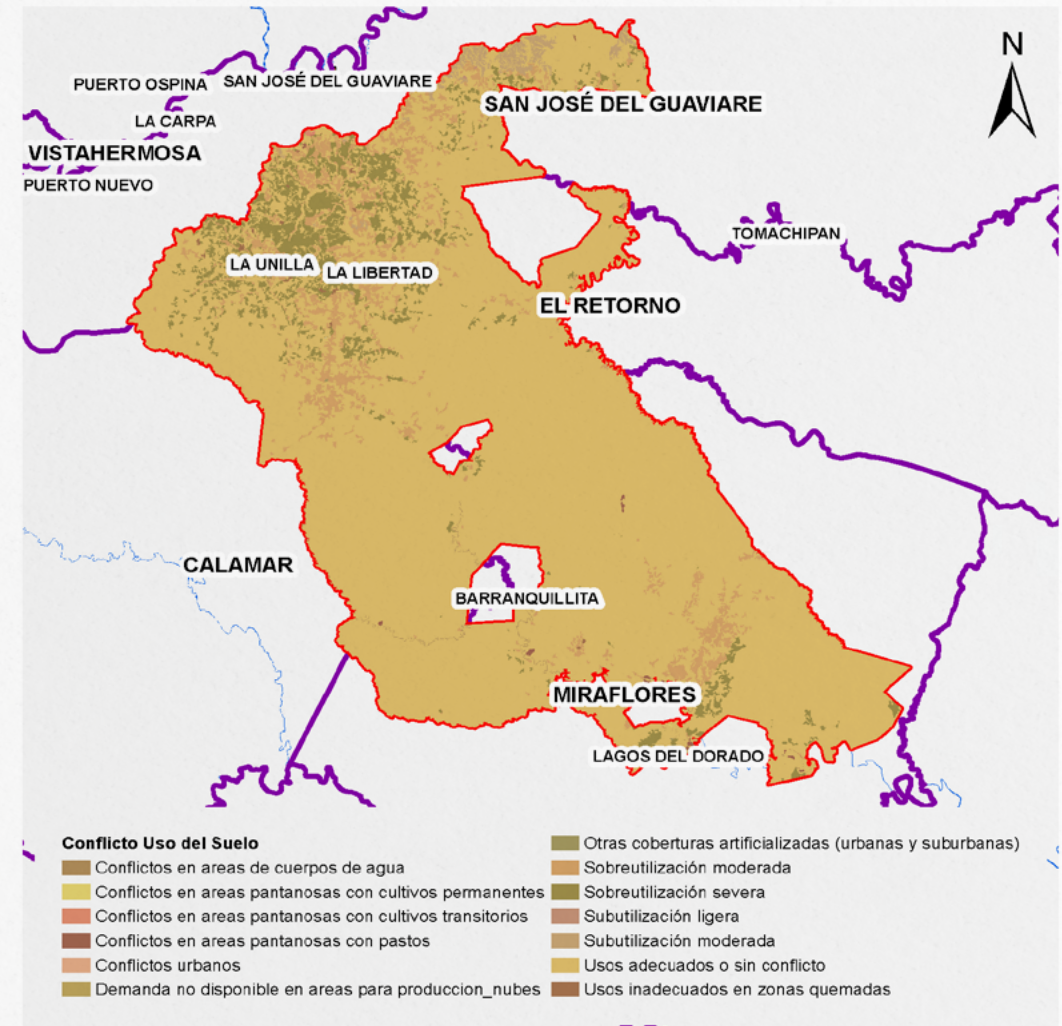 N
PUERTO OSPINA
SAN JOSÉ DEL GUAVIARE
SAN JOSÉ DEL GUAVIARE
LA CARPA
VISTAHERMOSA
PUERTO NUEVO
TOMACHIPAN
LA UNILLA
LA LIBERTAD
EL RETORNO
CALAMAR
BARRANQUILLITA
MIRAFLORES
LAGOS DEL DORADO
Conflicto Uso del Suelo
Conflictos en areas de cuerpos de agua
Conflictos en areas pantanosas con cultivos permanentes
Conflictos en areas pantanosas con cultivos transitorios
Conflictos en areas pantanosas con pastos
Conflictos urbanos
Demanda no disponible en areas para produccion_nubes
Otras coberturas artificializadas (urbanas y suburbanas)
Sobreutilización moderada
Sobreutilización severa
Subutilización ligera
Subutilización moderada
Usos adecuados o sin conflicto
Usos inadecuados en zonas quemadas